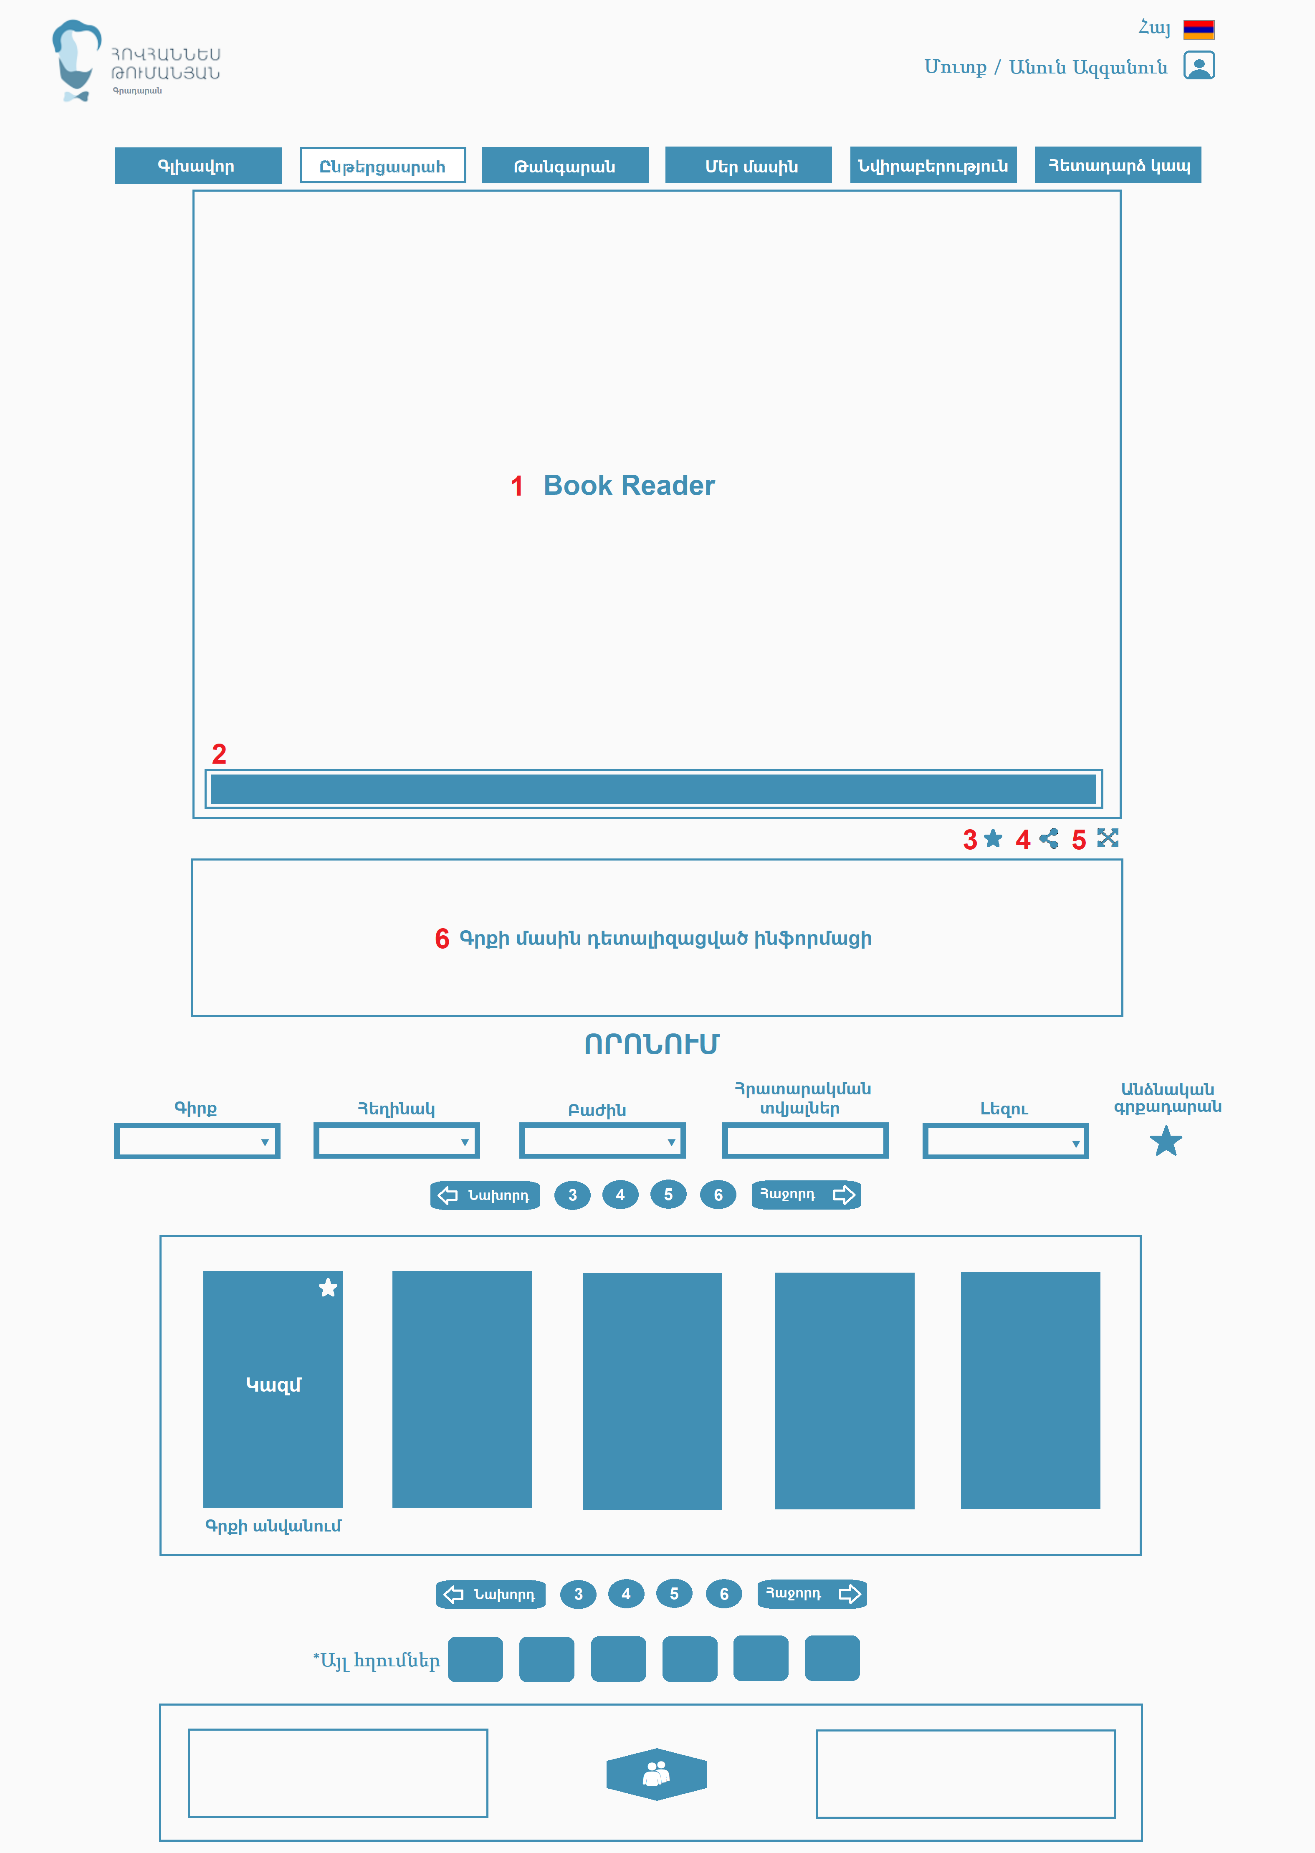 ՀՈՎՀԱՆՆԵՍ
ԹՈՒՄԱՆՅԱՆ
Գրադարան
Հայ
Մուտք / Անուն Ազգանուն
Գլխավոր
Ընթերցասրահ
Թանգարան
Մեր մասին
Նվիրաբերություն
Հետադարձ կապ
1 Book Reader
2
3
4
5
6 Գրքի մասին դետալիզացված ինֆորմացի
ՈՐՈՆՈՒՄ
Գիրք
Հեղինակ
Բաժին
Հրատարակման
տվյալներ
Լեզու
Անձնական
գրքադարան
Նախորդ 3 4 5 6 Հաջորդ
Կազմ
Գրքի անվանում
Նախորդ 3 4 5 6 Հաջորդ
*Այլ հղումներ